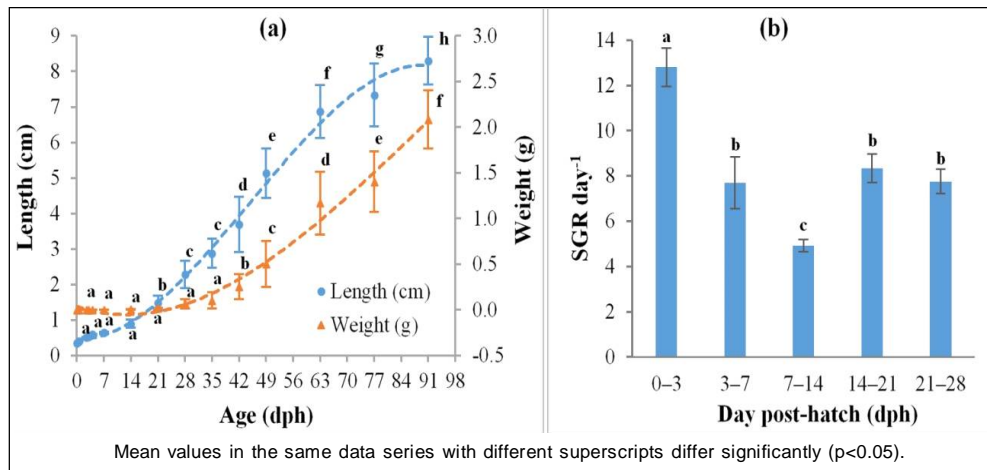 (a)
9
8
7
6
5
4
3
2
1
0
Length (cm)
3.0
2.5
2.0
1.5
1.0
0.5
0.0
-0.5
Weight (g)
a a a b c c d e f g h
a a a a a a b c d e f
a a
Length (cm)
Weight (g)
0 7 14 21 28 35 42 49 56 63 70 77 84 91 98
Age (dph)
(b)
14
12
10
8
6
4
2
0
SGR day-1
a
b
c
b
b
0–3 3–7 7–14 14–21 21–28
Day post-hatch (dph)
Mean values in the same data series with different superscripts differ significantly (p<0.05).